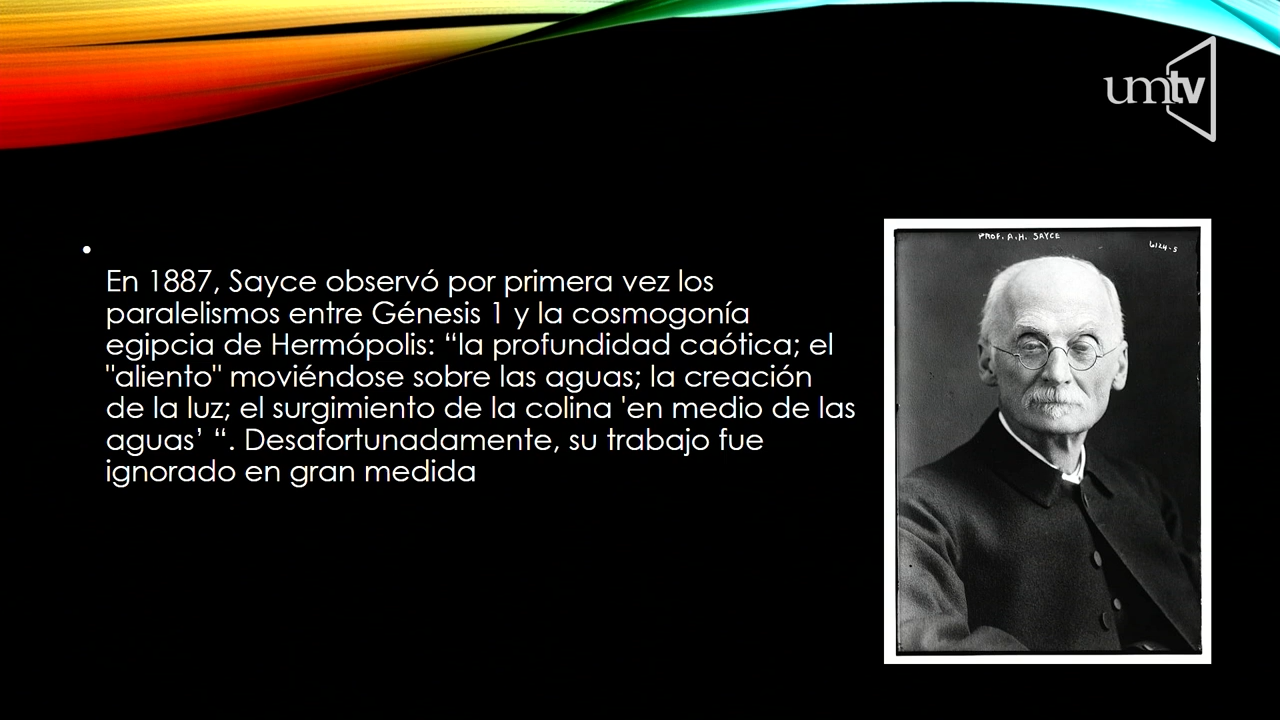 umtv
PROF. A.H. SAYCE
6124-5
•
En 1887, Sayce observó por primera vez los
paralelismos entre Génesis 1 y la cosmogonía
egipcia de Hermópolis: “la profundidad caótica; el
"aliento" moviéndose sobre las aguas; la creación
de la luz; el surgimiento de la colina 'en medio de las
aguas’ “. Desafortunadamente, su trabajo fue
ignorado en gran medida